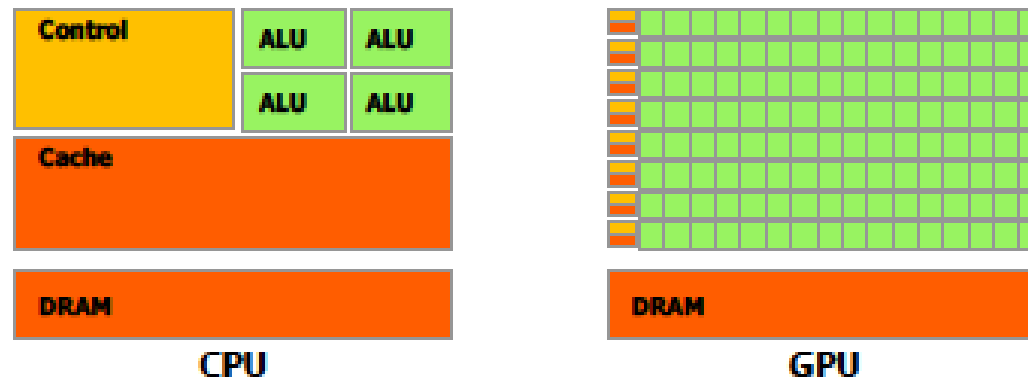 Control
ALU ALU
ALU ALU
Cache
DRAM
CPU
DRAM
GPU